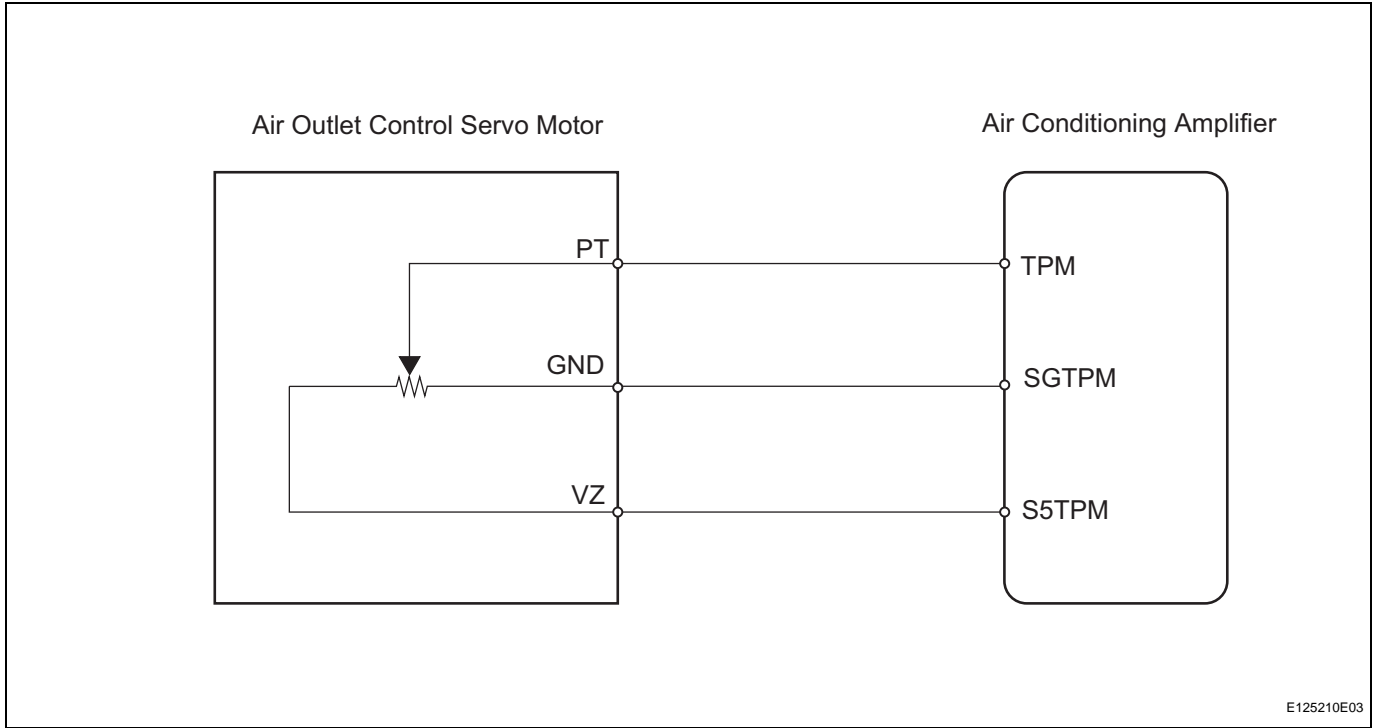 Air Outlet Control Servo Motor
Air Conditioning Amplifier
PT
TPM
GND
SGTPM
VZ
S5TPM
E125210E03